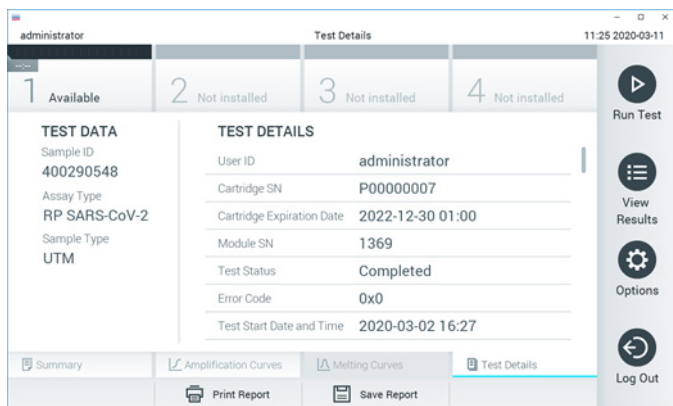 administrator
Test Details
11:25 2020-03-11
--:--
1 Available
2 Not installed
3 Not installed
4 Not installed
Run Test
View
Results
Options
Log Out
TEST DATA
Sample ID
400290548
Assay Type
RP SARS-CoV-2
Sample Type
UTM
TEST DETAILS
User ID administrator
Cartridge SN P00000007
Cartridge Expiration Date 2022-12-30 01:00
Module SN 1369
Test Status Completed
Error Code 0x0
Test Start Date and Time 2020-03-02 16:27
Summary
Amplification Curves
Melting Curves
Test Details
Print Report
Save Report